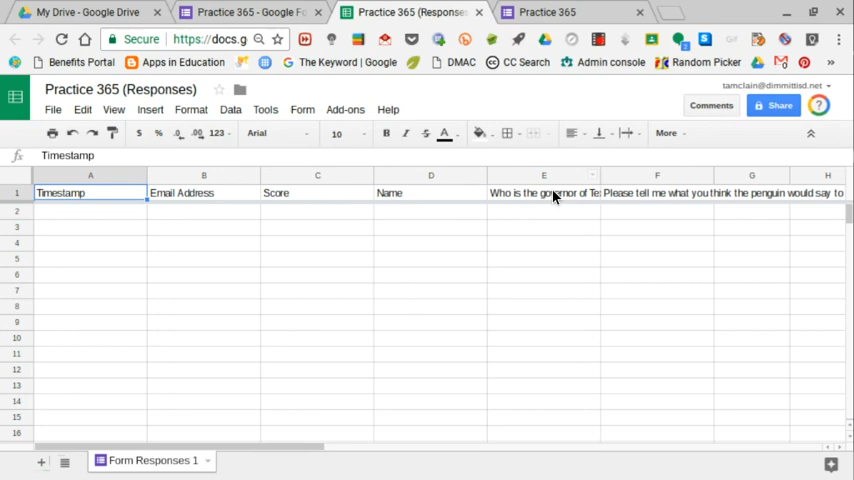 My Drive - Google Drive
Practice 365 - Google Fo
Practice 365 (Responses
Practice 365
Secure
https://docs.g
Benefits Portal
Apps in Education
The Keyword | Google
DMAC
CC Search
Admin console
Random Picker
Practice 365 (Responses)
tamclain@dimmittisd.net
File Edit View Insert Format Data Tools Form Add-ons Help
Comments
Share
$ % .0 .00 123
Arial
10
B I S A
More
fx Timestamp
A B C D E F G H
1 Timestamp Email Address Score Name Who is the governor of Te Please tell me what you think the penguin would say to
2
3
4
5
6
7
8
9
10
11
12
13
14
15
16
Form Responses 1